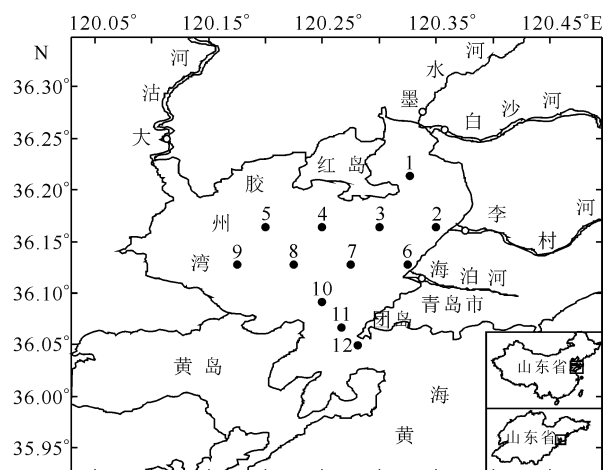 120.05° 120.15° 120.25° 120.35° 120.45°E
N
36.30°
36.25°
36.20°
36.15°
36.10°
36.05°
36.00°
35.95°
大沽河
墨水河
白沙河
红岛
胶州湾
李村河
海泊河
青岛市
团岛
黄岛
黄海
1
5 4 3 2
9 8 7 6
10
11
12
山东省
山东省